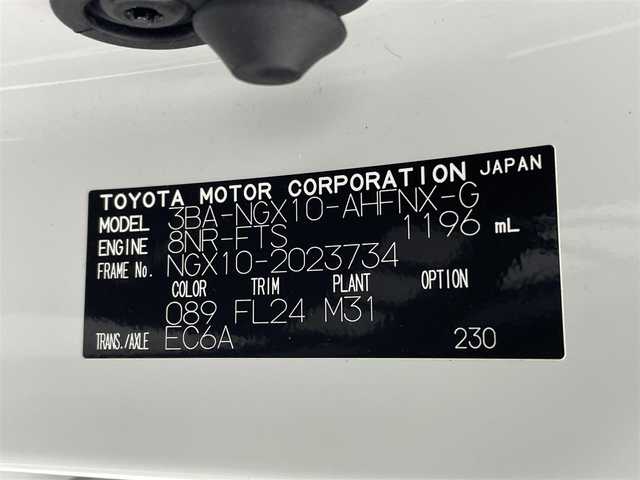 TOYOTA MOTOR CORPORATION JAPAN
MODEL 3BA-NGX10-AHFNX-G
ENGINE 8NR-FTS 1196 mL
FRAME No. NGX10-2023734
COLOR TRIM PLANT OPTION
089 FL24 M31
TRANS./AXLE EC6A 230